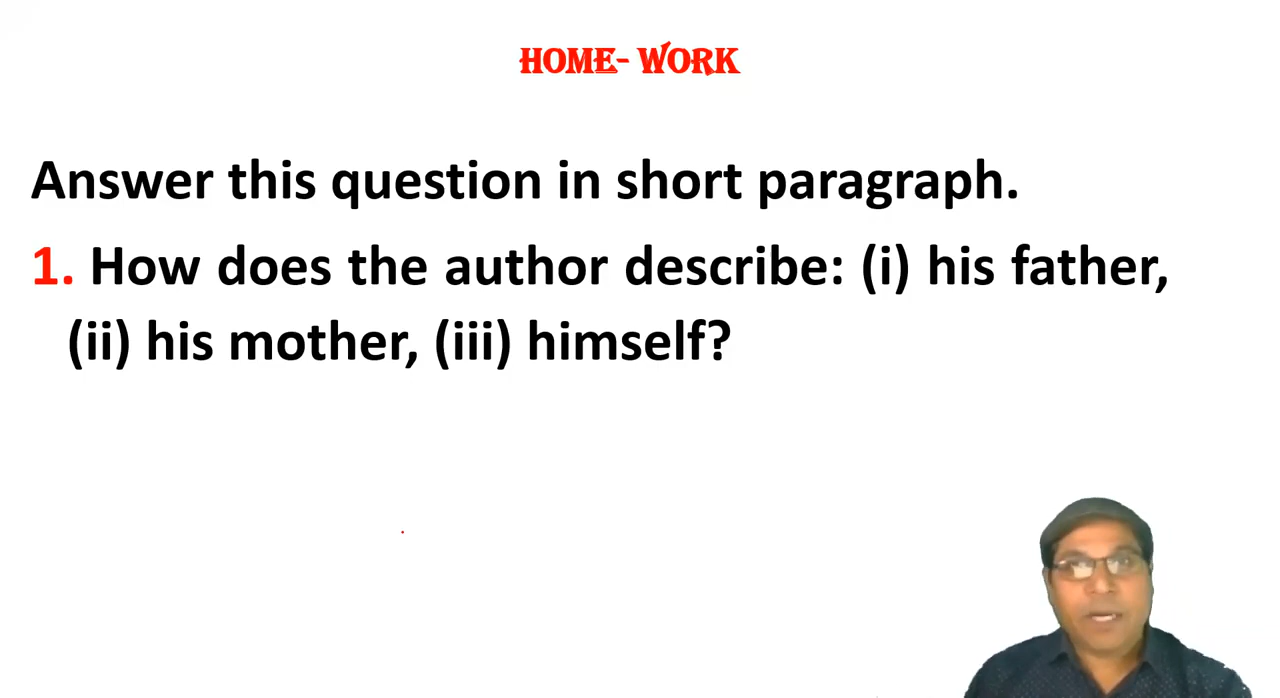 HOME- WORK
Answer this question in short paragraph.
1. How does the author describe: (i) his father,
(ii) his mother, (iii) himself?